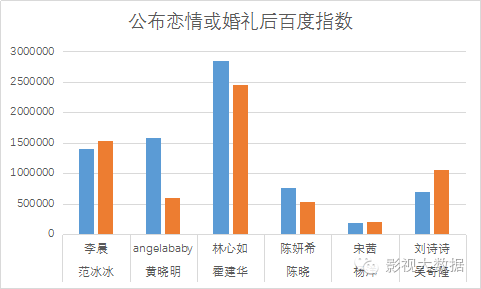 公布恋情或婚礼后百度指数
3000000
2500000
2000000
1500000
1000000
500000
0
李晨 angelababy 林心如 陈妍希 宋茜 刘诗诗
范冰冰 黄晓明 霍建华 陈晓 杨洋 吴奇隆
影视大数据